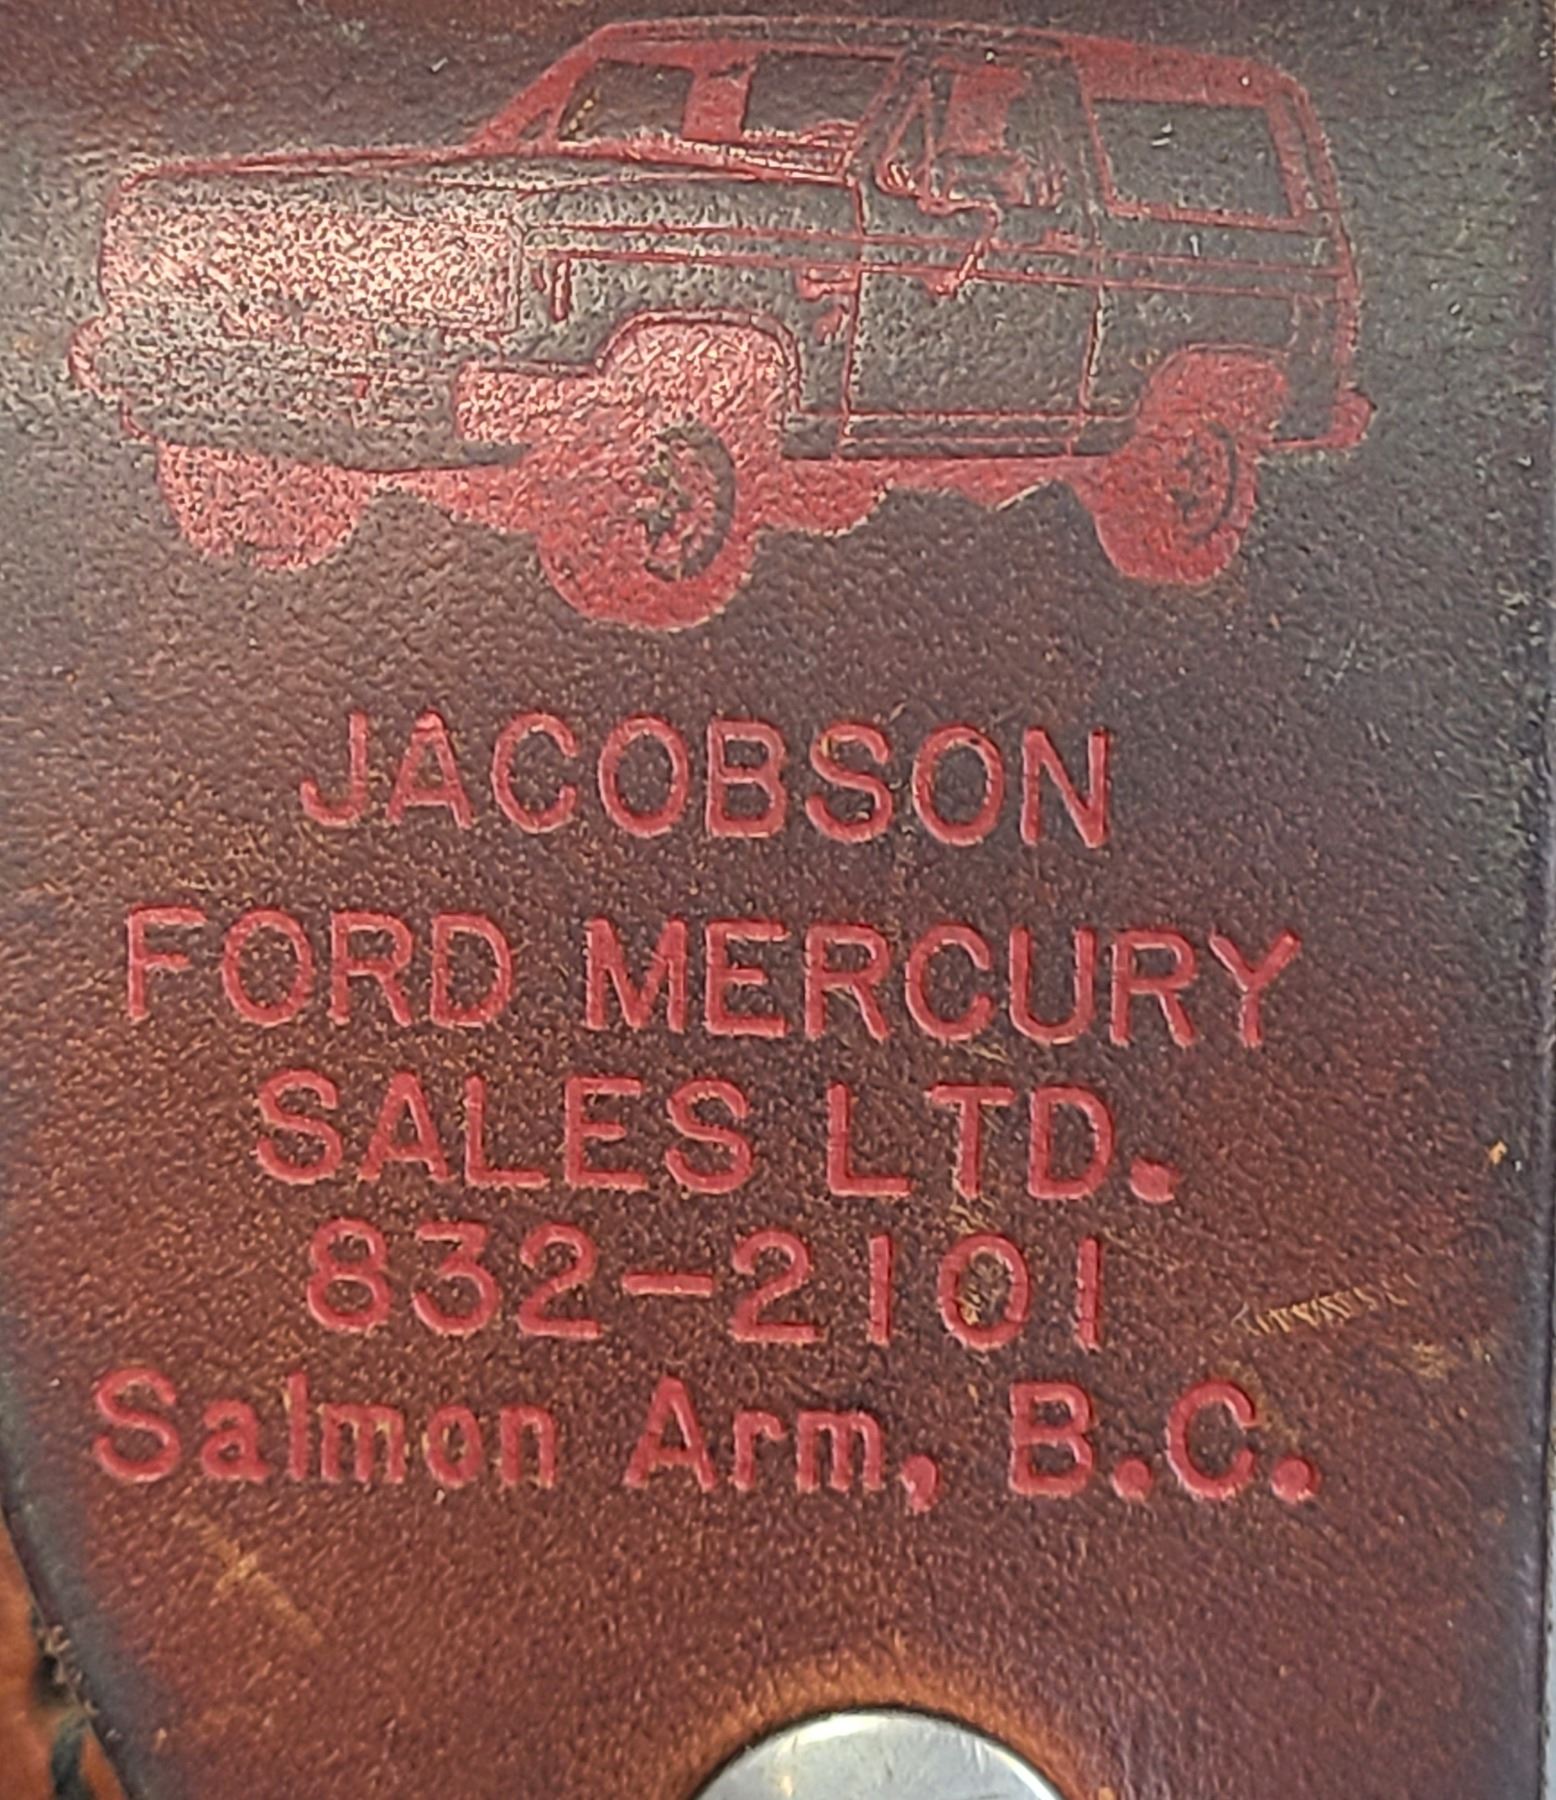 JACOBSON
FORD MERCURY
SALES LTD.
832-2101
Salmon Arm, B.C.